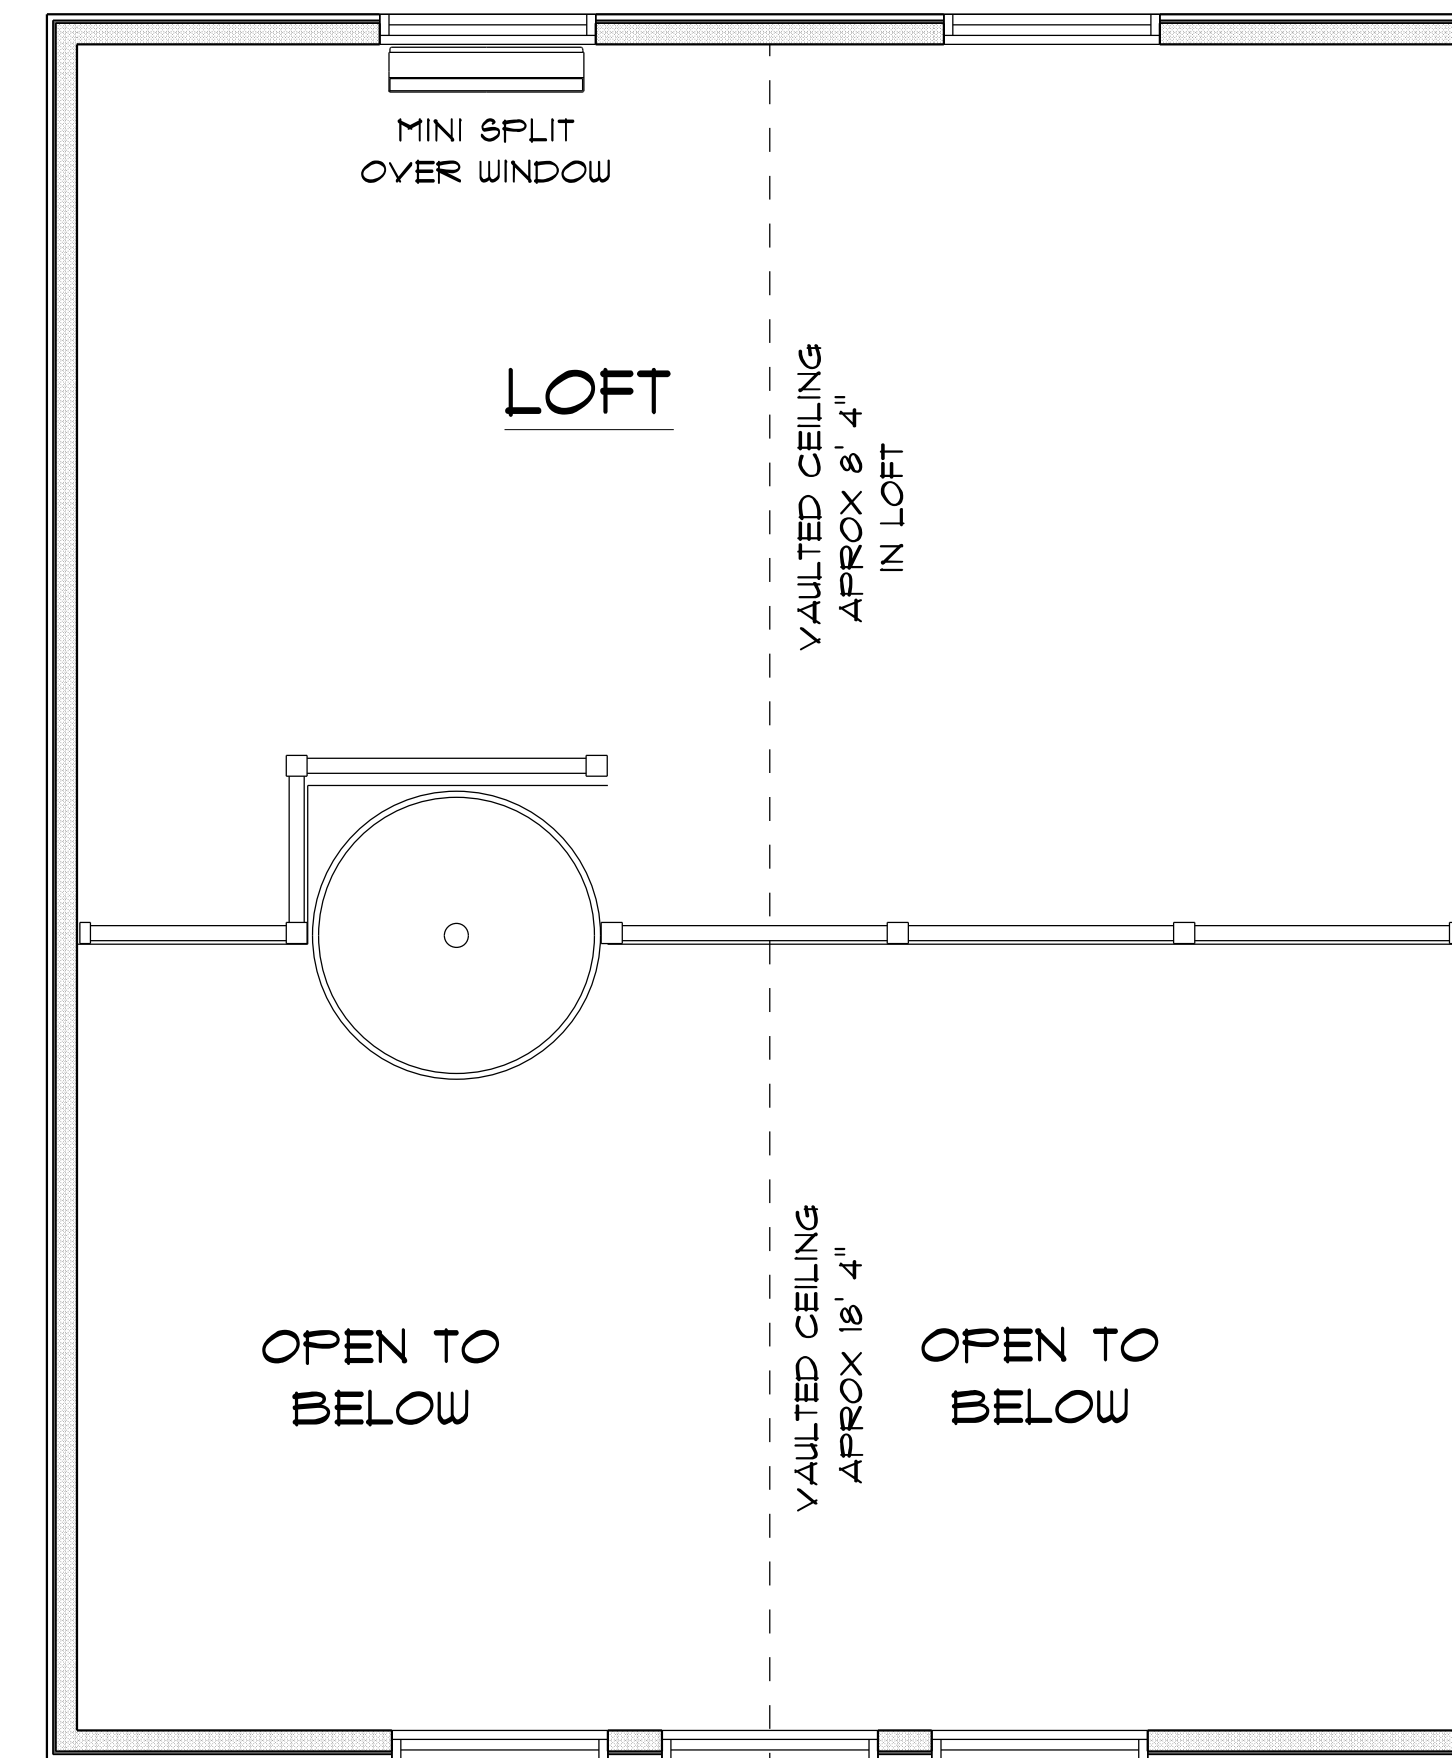 MINI SPLIT
OVER WINDOW
LOFT
VAULTED CEILING
APROX 8' 4"
IN LOFT
OPEN TO
BELOW
VAULTED CEILING
APROX 18' 4"
OPEN TO
BELOW